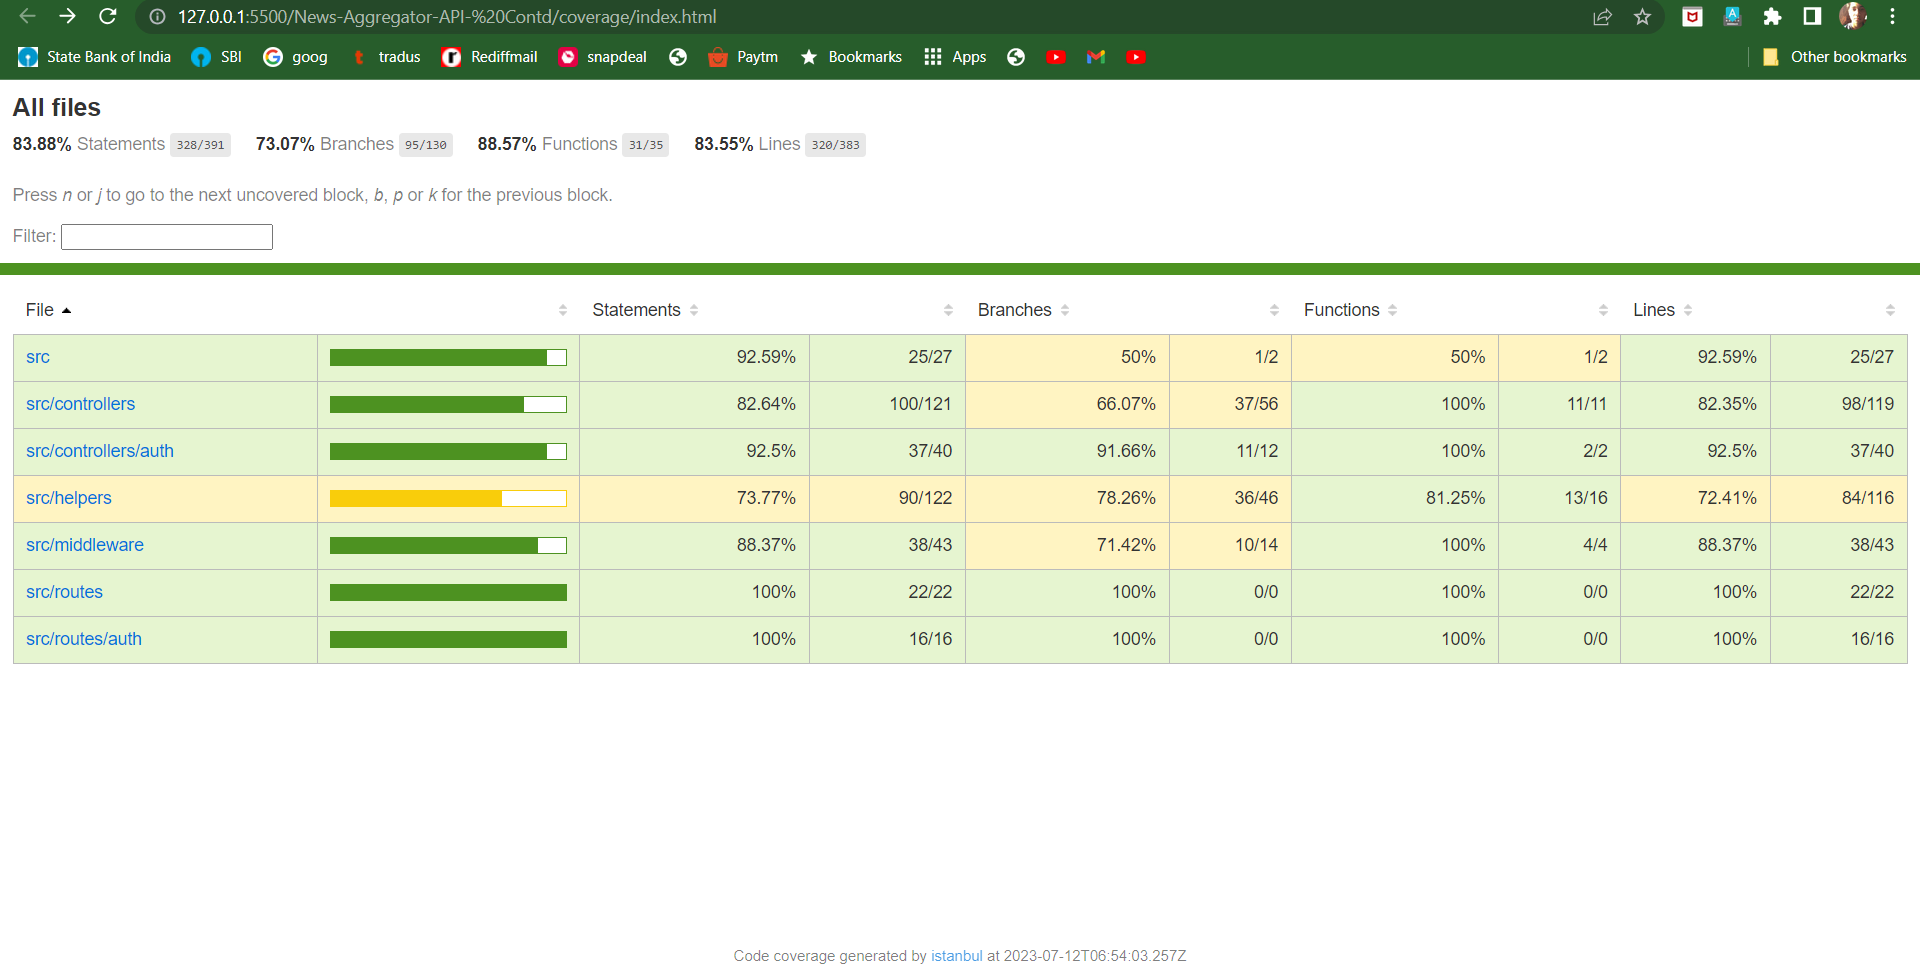 127.0.0.1:5500/News-Aggregator-API-%20Contd/coverage/index.html
State Bank of India SBI goog tradus Rediffmail snapdeal Paytm Bookmarks Apps Other bookmarks
All files
83.88% Statements 328/391 73.07% Branches 95/130 88.57% Functions 31/35 83.55% Lines 320/383
Press n or j to go to the next uncovered block, b, p or k for the previous block.
Filter:
File Statements Branches Functions Lines
src 92.59% 25/27 50% 1/2 50% 1/2 92.59% 25/27
src/controllers 82.64% 100/121 66.07% 37/56 100% 11/11 82.35% 98/119
src/controllers/auth 92.5% 37/40 91.66% 11/12 100% 2/2 92.5% 37/40
src/helpers 73.77% 90/122 78.26% 36/46 81.25% 13/16 72.41% 84/116
src/middleware 88.37% 38/43 71.42% 10/14 100% 4/4 88.37% 38/43
src/routes 100% 22/22 100% 0/0 100% 0/0 100% 22/22
src/routes/auth 100% 16/16 100% 0/0 100% 0/0 100% 16/16
Code coverage generated by istanbul at 2023-07-12T06:54:03.257Z